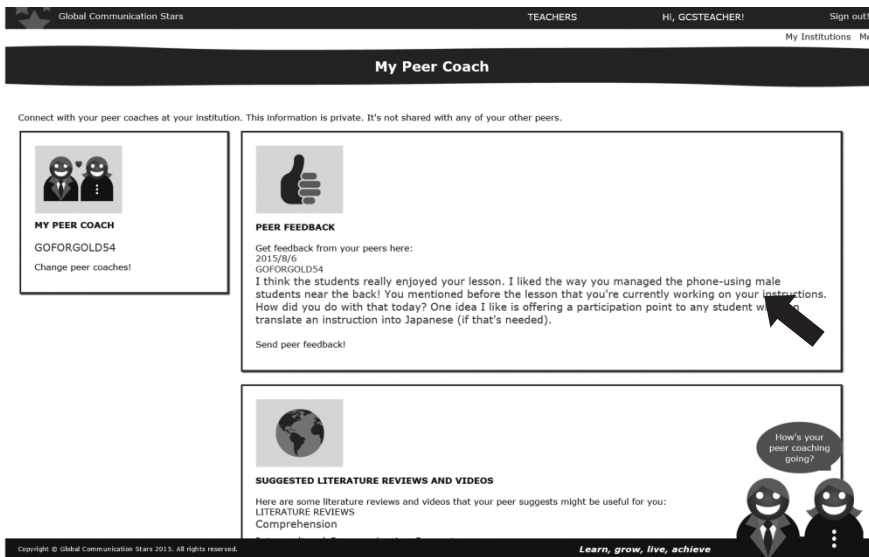 Global Communication Stars
TEACHERS
Hi, GCSTEACHER!
Sign out!
My Institutions
My Peer Coach
Connect with your peer coaches at your institution. This information is private. It's not shared with any of your other peers.
MY PEER COACH
GOFORGOLD54
Change peer coaches!
PEER FEEDBACK
Get feedback from your peers here:
2015/8/6
GOFORGOLD54
I think the students really enjoyed your lesson. I liked the way you managed the phone-using male
students near the back! You mentioned before the lesson that you're currently working on your instructions.
How did you do with that today? One idea I like is offering a participation point to any student
translate an instruction into Japanese (if that's needed).
Send peer feedback!
SUGGESTED LITERATURE REVIEWS AND VIDEOS
Here are some literature reviews and videos that your peer suggests might be useful for you:
LITERATURE REVIEWS
Comprehension
How's your
peer coaching
going?
Copyright © Global Communication Stars 2015. All rights reserved.
Learn, grow, live, achieve